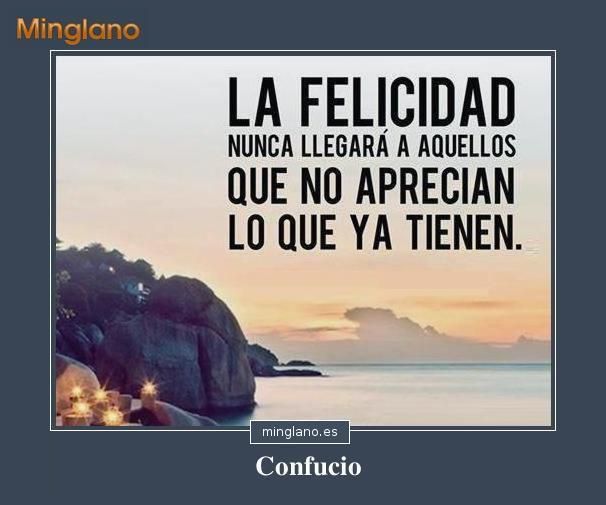 Minglano
LA FELICIDAD
NUNCA LLEGARÁ A AQUELLOS
QUE NO APRECIAN
LO QUE YA TIENEN.
minglano.es
Confucio